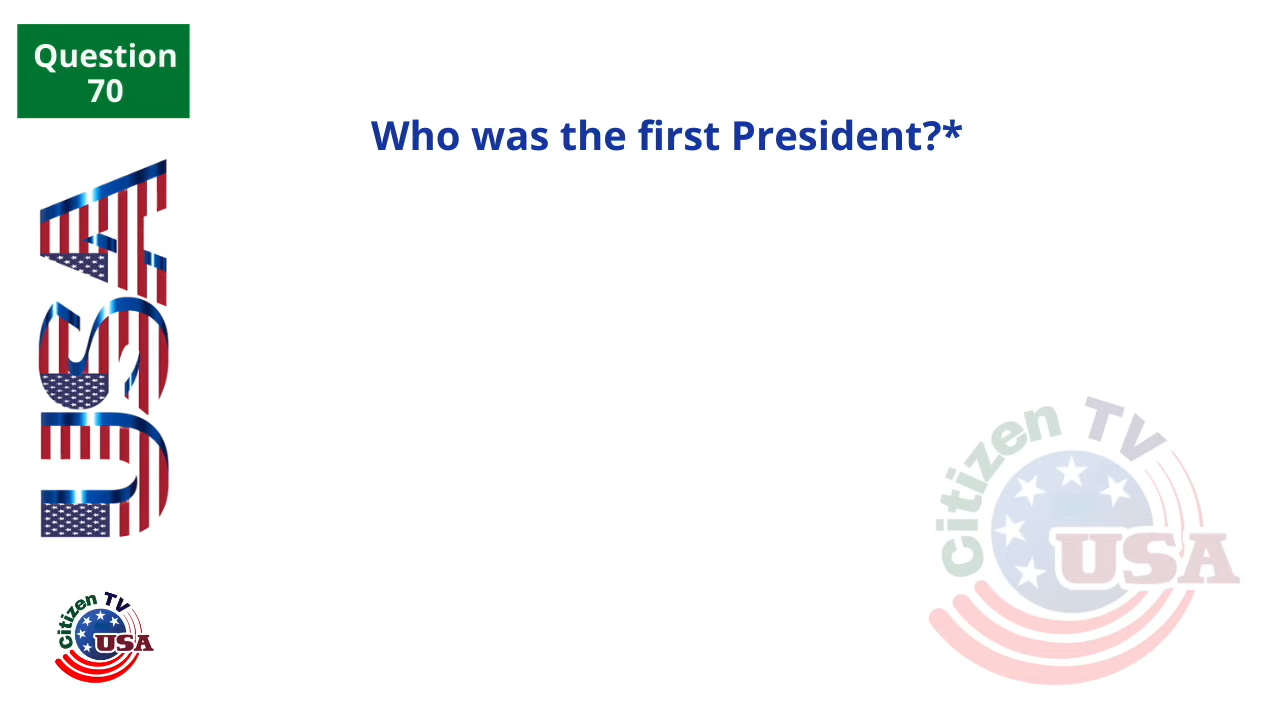 Question
70
Who was the first President?*
USA
Citizen TV
USA
Citizen TV
USA